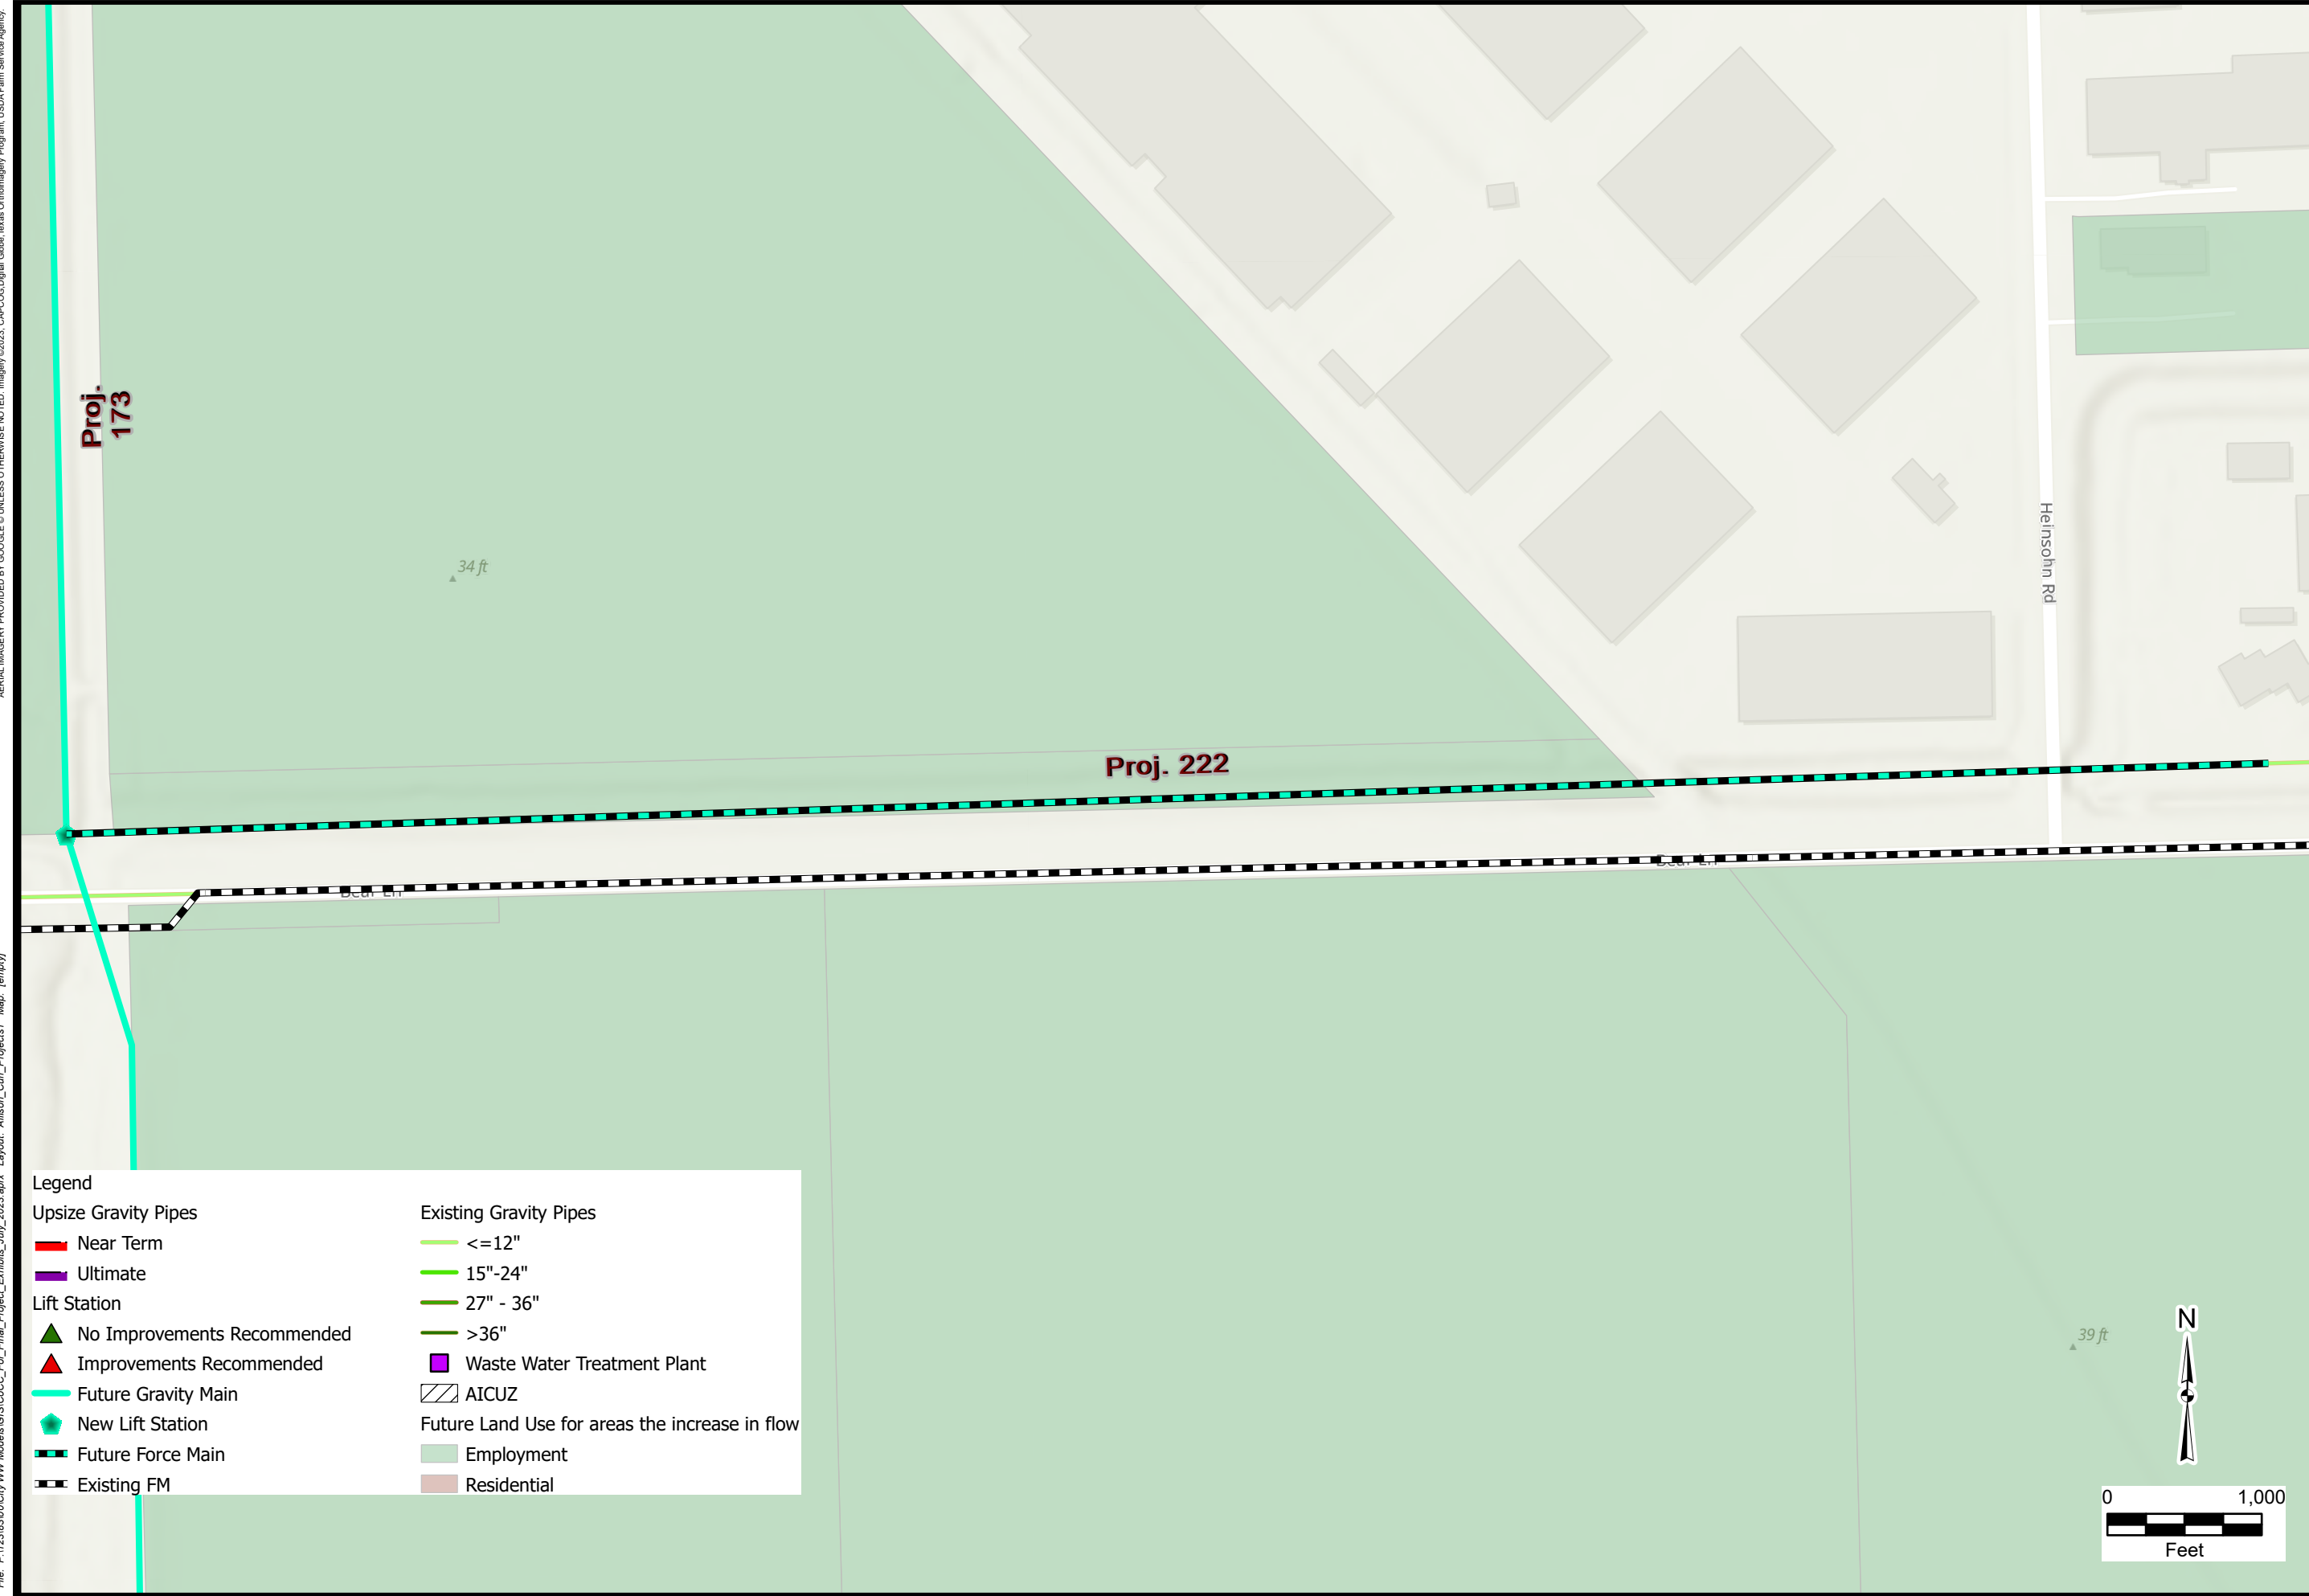 Proj.
173
34 ft
Heinsohn Rd
Proj. 222
Legend
Upsize Gravity Pipes
Near Term
Ultimate
Lift Station
No Improvements Recommended
Improvements Recommended
Future Gravity Main
New Lift Station
Future Force Main
Existing FM
Existing Gravity Pipes
<=12"
15"-24"
27" - 36"
>36"
Waste Water Treatment Plant
AICUZ
Future Land Use for areas the increase in flow
Employment
Residential
39 ft
N
0 1,000
Feet